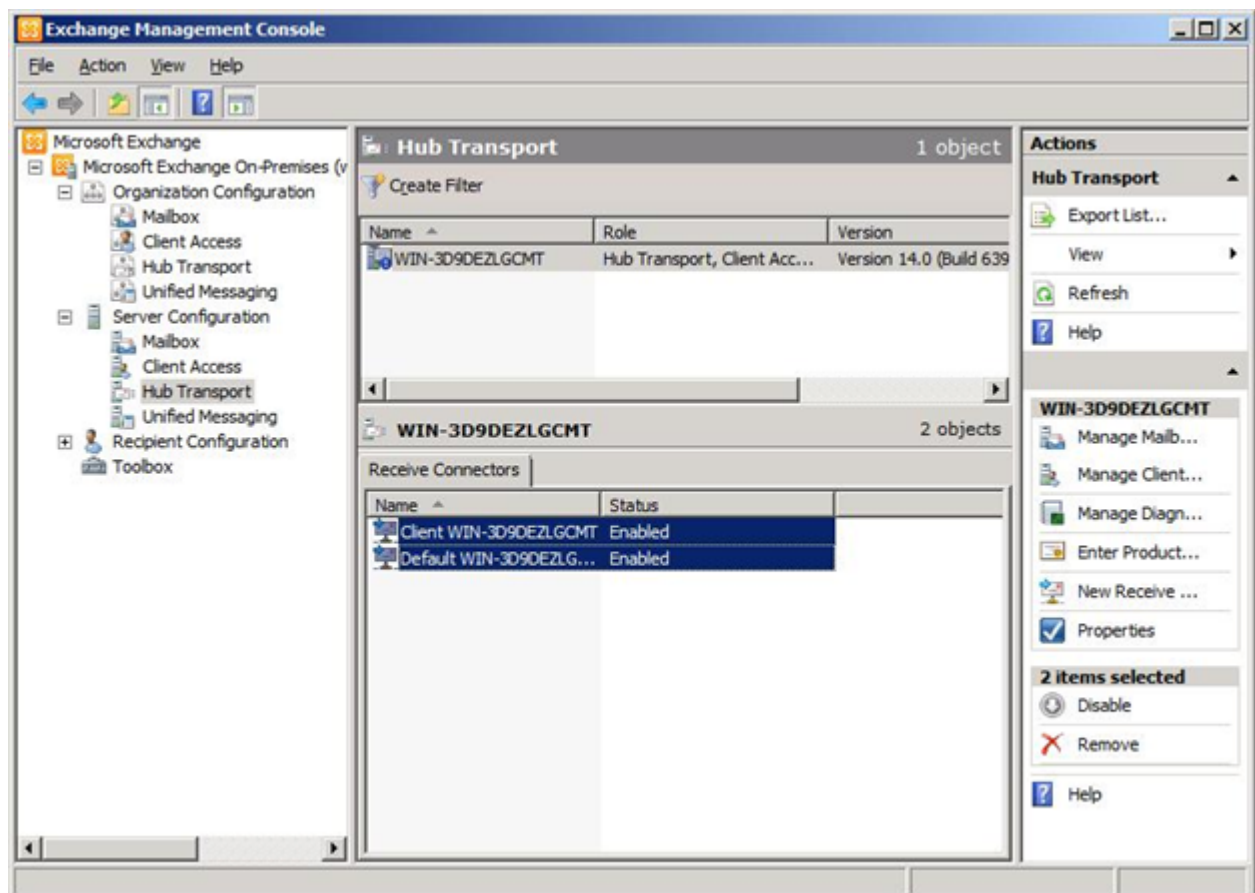 Exchange Management Console
File Action View Help
Microsoft Exchange
Microsoft Exchange On-Premises (w
Organization Configuration
Mailbox
Client Access
Hub Transport
Unified Messaging
Server Configuration
Mailbox
Client Access
Hub Transport
Unified Messaging
Recipient Configuration
Toolbox
Hub Transport 1 object
Create Filter
Name Role Version
WIN-3D9DEZLGCMT Hub Transport, Client Acc... Version 14.0 (Build 639
WIN-3D9DEZLGCMT 2 objects
Receive Connectors
Name Status
Client WIN-3D9DEZLGCMT Enabled
Default WIN-3D9DEZLG... Enabled
Actions
Hub Transport
Export List...
View
Refresh
Help
WIN-3D9DEZLGCMT
Manage Mailb...
Manage Client...
Manage Diagn...
Enter Product...
New Receive ...
Properties
2 items selected
Disable
Remove
Help